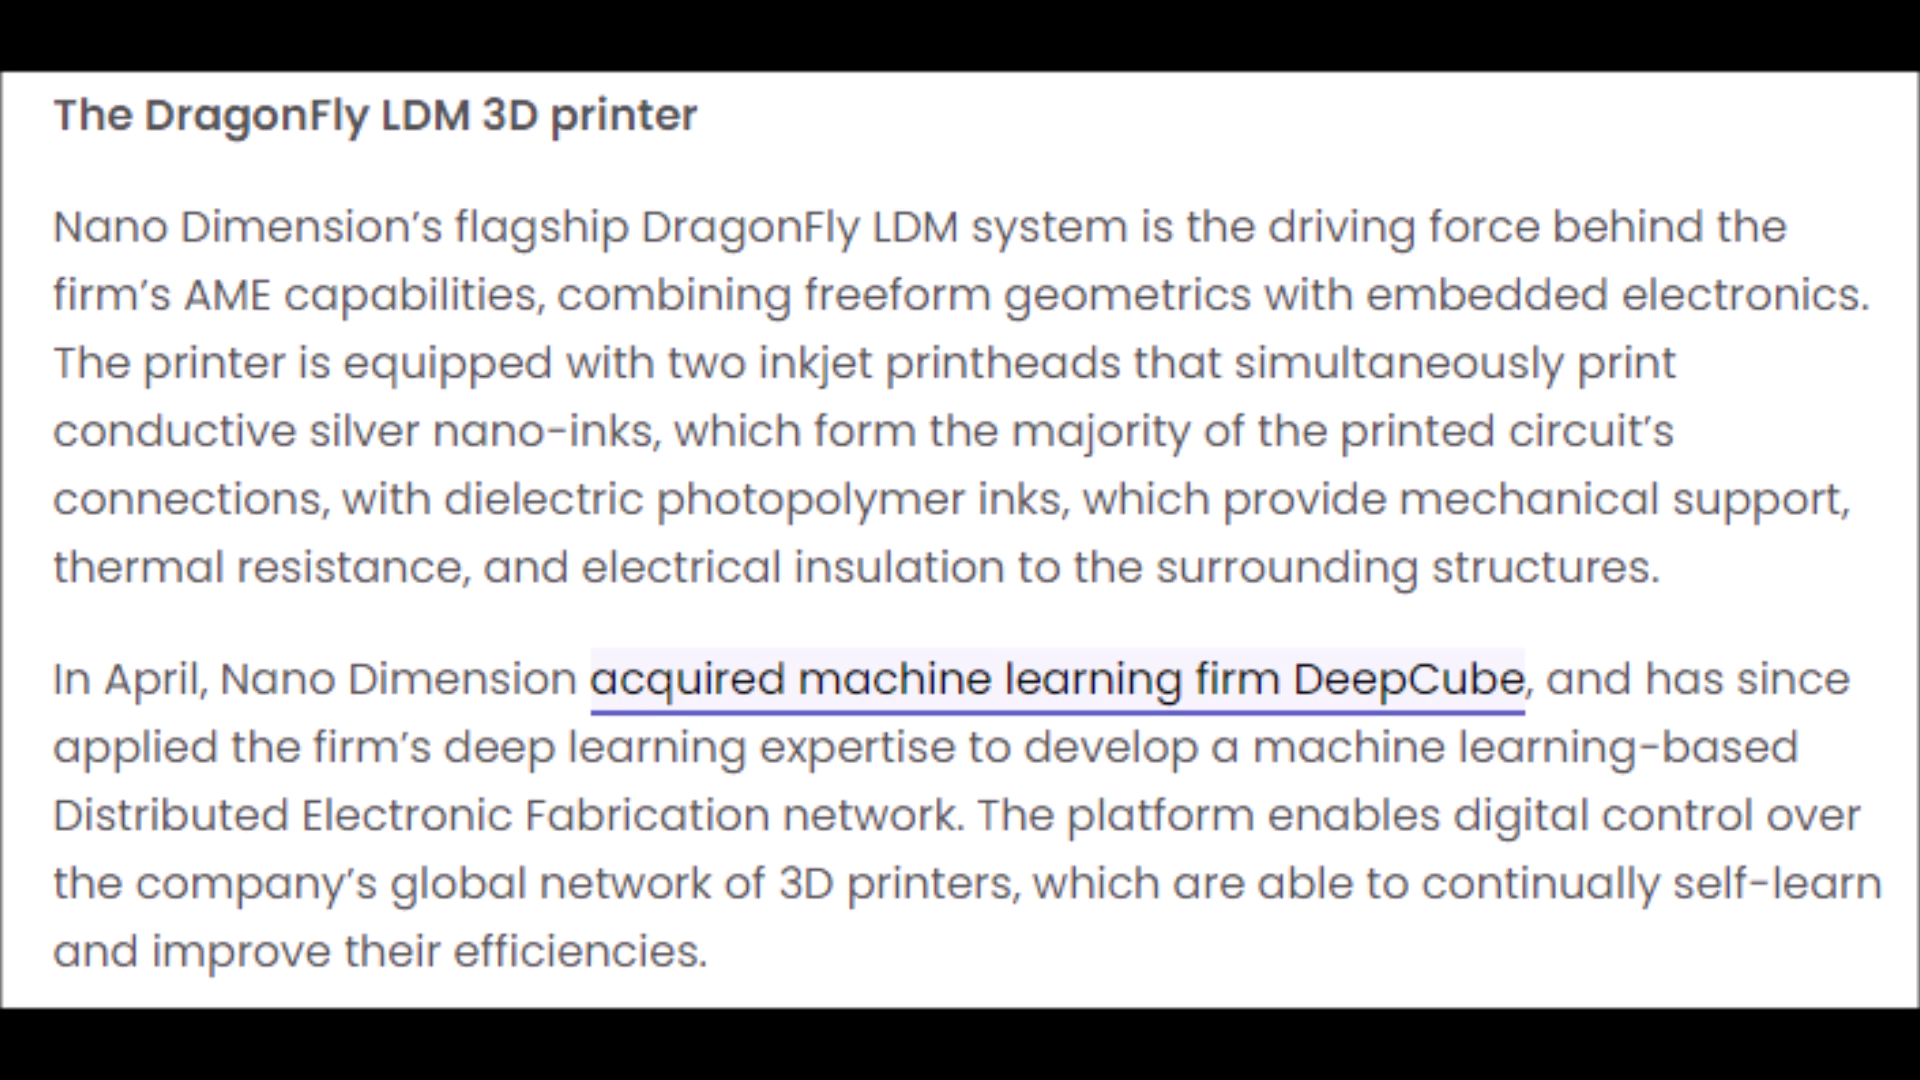 The DragonFly LDM 3D printer
Nano Dimension’s flagship DragonFly LDM system is the driving force behind the
firm’s AME capabilities, combining freeform geometrics with embedded electronics.
The printer is equipped with two inkjet printheads that simultaneously print
conductive silver nano-inks, which form the majority of the printed circuit’s
connections, with dielectric photopolymer inks, which provide mechanical support,
thermal resistance, and electrical insulation to the surrounding structures.
In April, Nano Dimension acquired machine learning firm DeepCube, and has since
applied the firm’s deep learning expertise to develop a machine learning-based
Distributed Electronic Fabrication network. The platform enables digital control over
the company’s global network of 3D printers, which are able to continually self-learn
and improve their efficiencies.